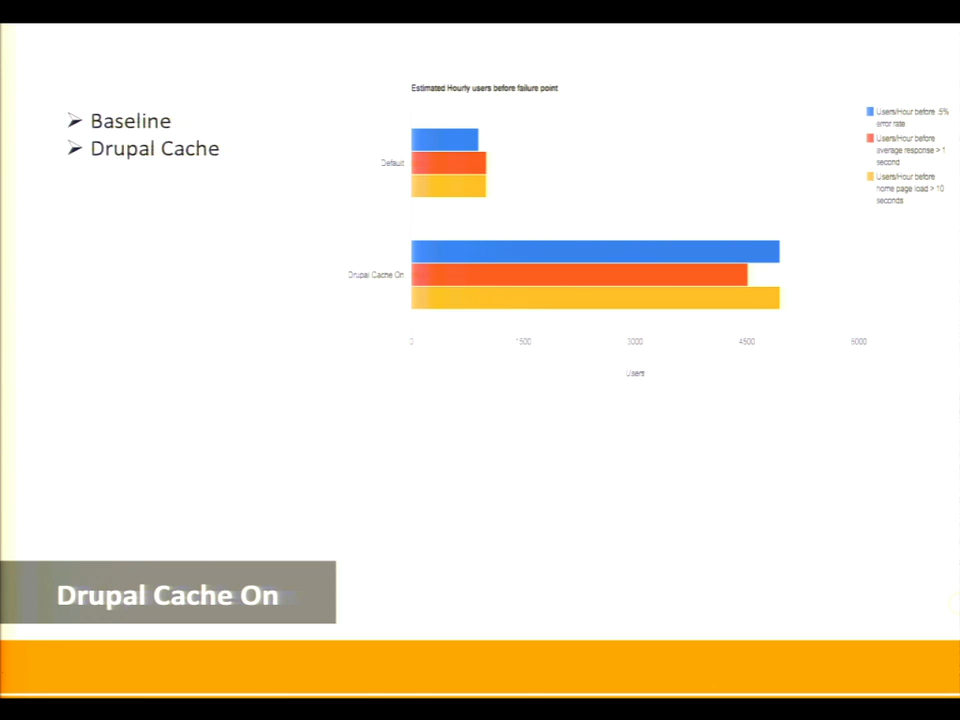 Baseline
Drupal Cache
Estimated Hourly users before failure point
Users/Hour before .5%
error rate
Users/Hour before
average response > 1
second
Users/Hour before
home page load > 10
seconds
Default
Drupal Cache On
0 1500 3000 4500 6000
Users
Drupal Cache On